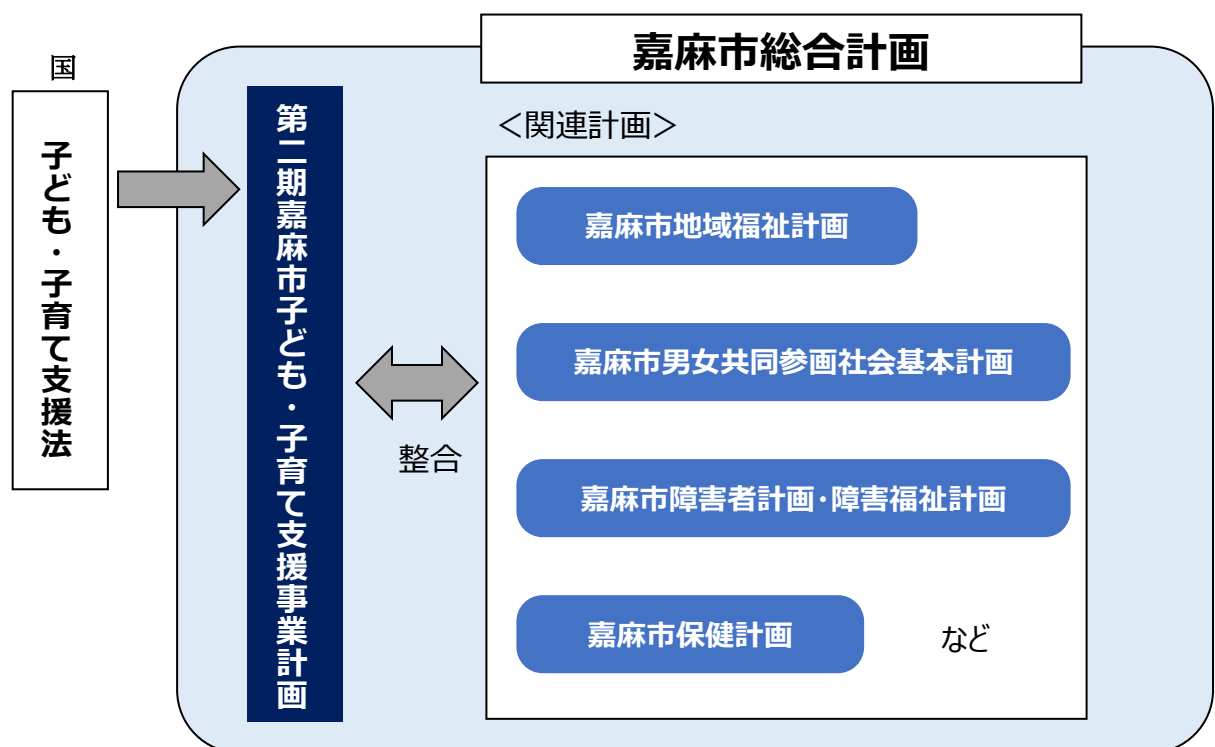 嘉麻市総合計画
国
子ども・子育て支援法
第二期嘉麻市子ども・子育て支援事業計画
＜関連計画＞
嘉麻市地域福祉計画
嘉麻市男女共同参画社会基本計画
整合
嘉麻市障害者計画・障害福祉計画
嘉麻市保健計画
など